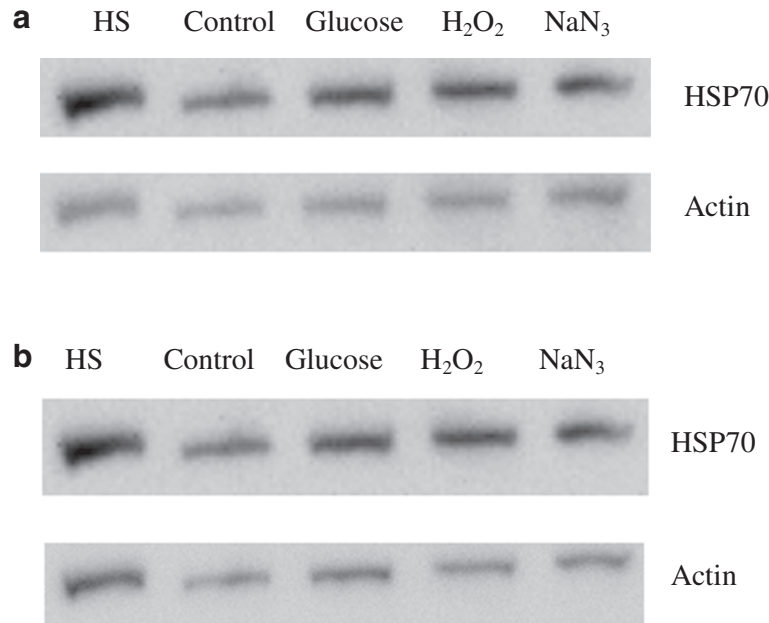 a HS Control Glucose H₂O₂ NaN₃
HSP70
Actin
b HS Control Glucose H₂O₂ NaN₃
HSP70
Actin